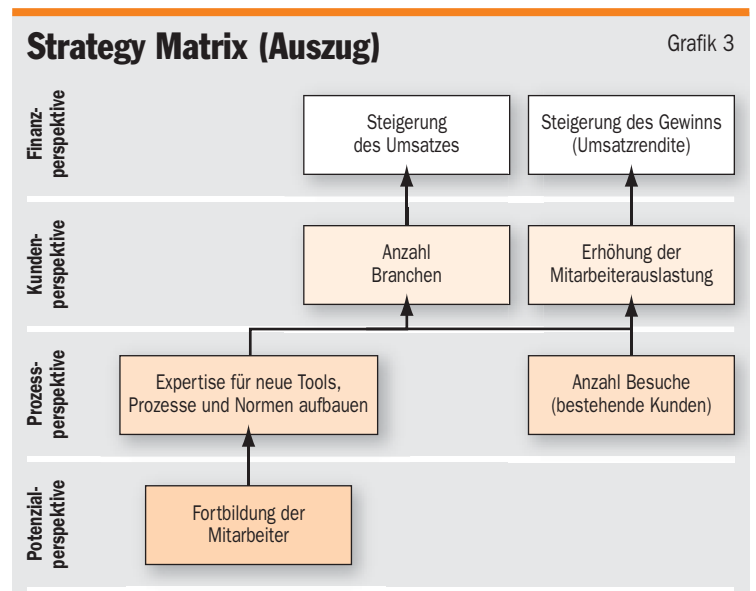 Strategy Matrix (Auszug)
Grafik 3
Finanz-
perspektive
Steigerung
des Umsatzes
Steigerung des Gewinns
(Umsatzrendite)
Kunden-
perspektive
Anzahl
Branchen
Erhöhung der
Mitarbeiterauslastung
Prozess-
perspektive
Expertise für neue Tools,
Prozesse und Normen aufbauen
Anzahl Besuche
(bestehende Kunden)
Potenzial-
perspektive
Fortbildung der
Mitarbeiter